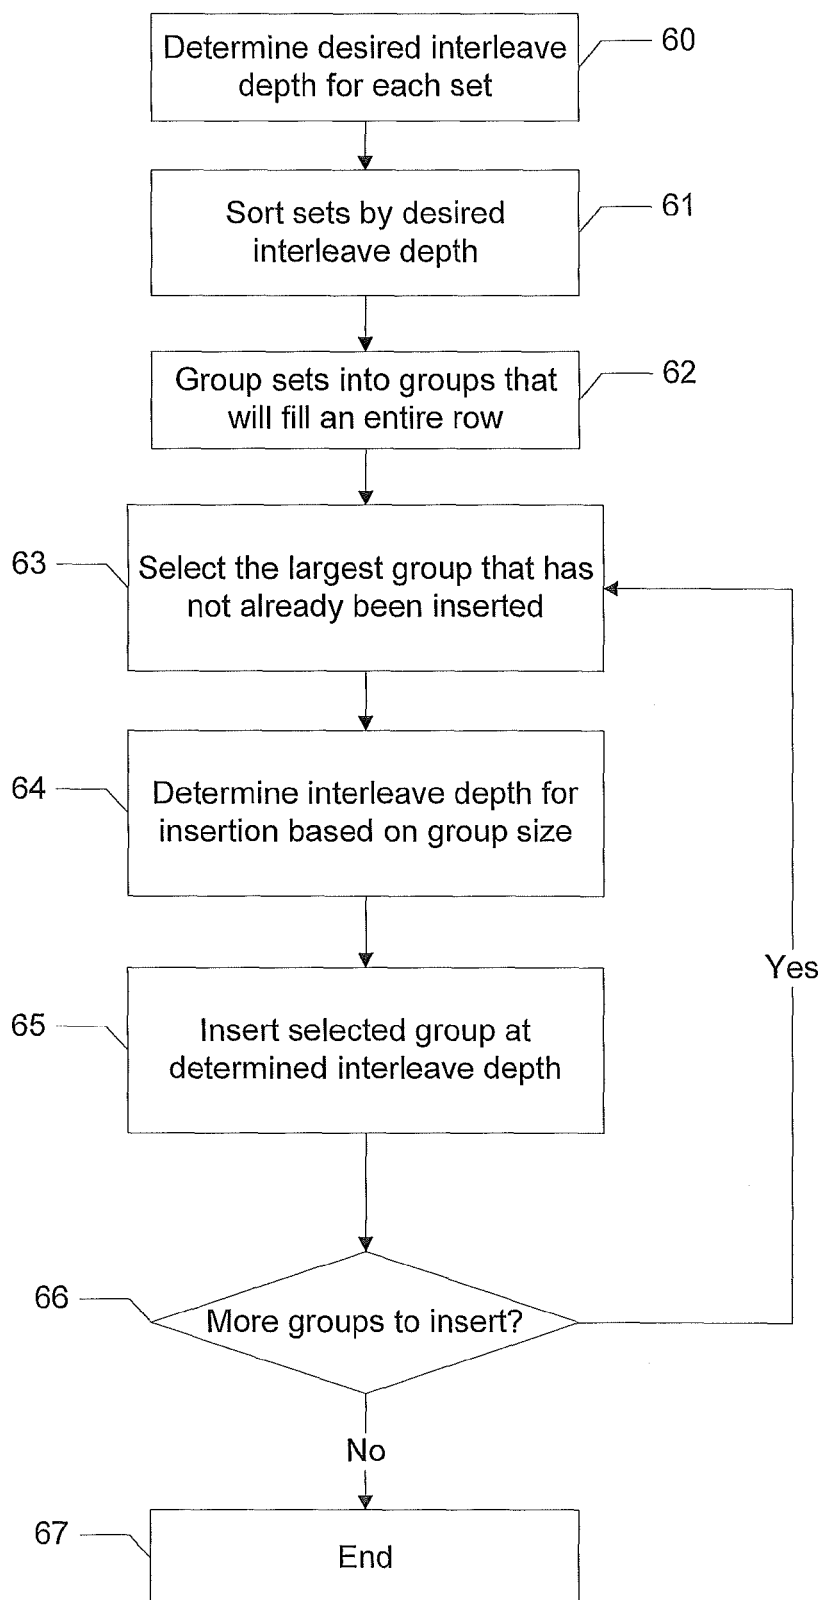 Determine desired interleave
depth for each set
60
Sort sets by desired
interleave depth
61
Group sets into groups that
will fill an entire row
62
63
Select the largest group that has
not already been inserted
64
Determine interleave depth for
insertion based on group size
Yes
65
Insert selected group at
determined interleave depth
66
More groups to insert?
No
67
End